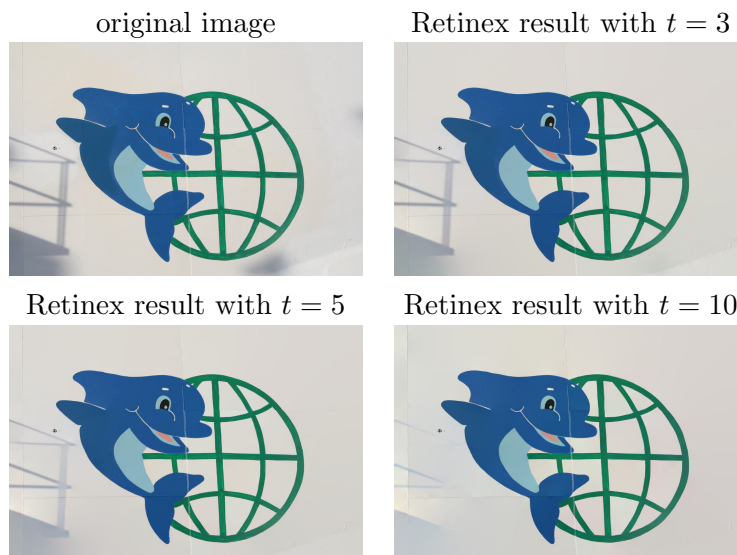 original image
Retinex result with t = 3
Retinex result with t = 5
Retinex result with t = 10